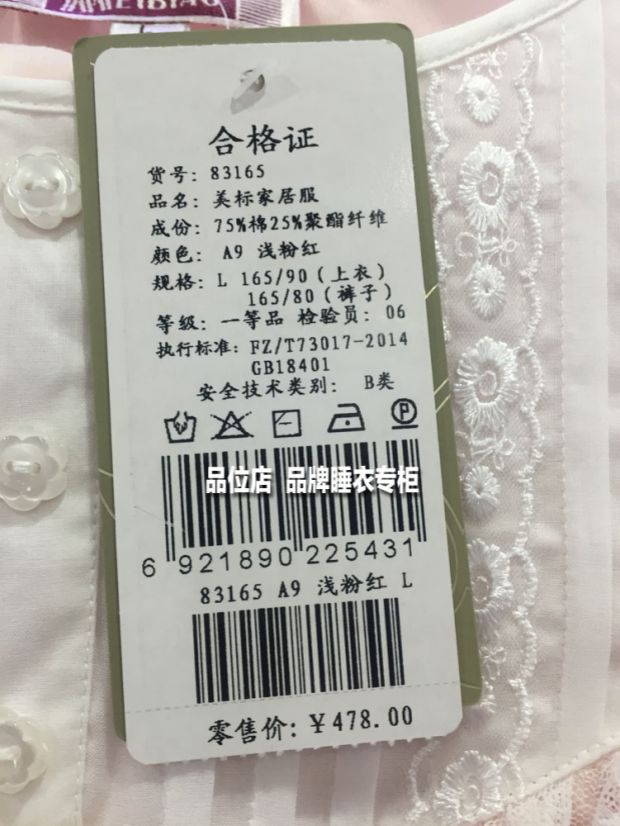 合格证
货号: 83165
品名: 美标家居服
成份: 75%棉25%聚酯纤维
颜色: A9 浅粉红
规格: L 165/90(上衣)
165/80(裤子)
等级: 一等品 检验员: 06
执行标准: FZ/T73017-2014
GB18401
安全技术类别: B类
P
品位店 品牌睡衣专柜
6 921890 225431
83165 A9 浅粉红 L
零售价: ¥478.00